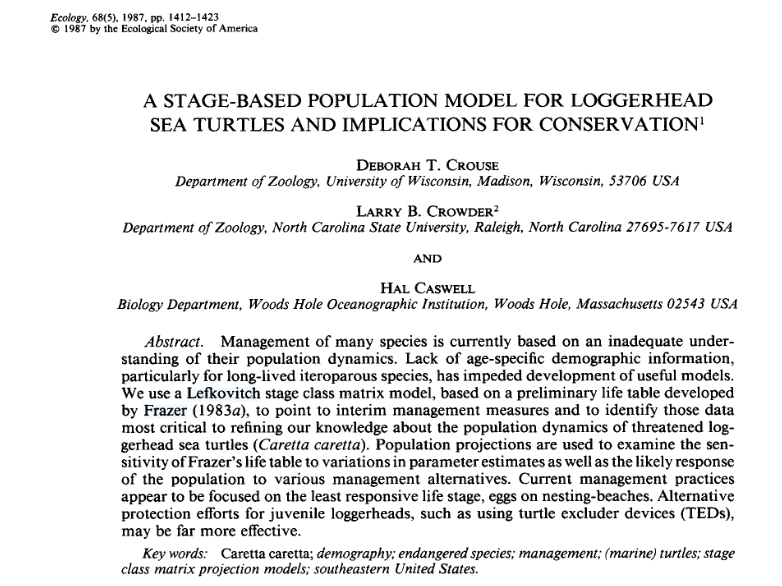 Ecology, 68(5), 1987, pp. 1412–1423
© 1987 by the Ecological Society of America
A STAGE-BASED POPULATION MODEL FOR LOGGERHEAD
SEA TURTLES AND IMPLICATIONS FOR CONSERVATION¹
DEBORAH T. CROUSE
Department of Zoology, University of Wisconsin, Madison, Wisconsin, 53706 USA
LARRY B. CROWDER²
Department of Zoology, North Carolina State University, Raleigh, North Carolina 27695-7617 USA
AND
HAL CASWELL
Biology Department, Woods Hole Oceanographic Institution, Woods Hole, Massachusetts 02543 USA
Abstract. Management of many species is currently based on an inadequate under-
standing of their population dynamics. Lack of age-specific demographic information,
particularly for long-lived iteroparous species, has impeded development of useful models.
We use a Lefkovitch stage class matrix model, based on a preliminary life table developed
by Frazer (1983a), to point to interim management measures and to identify those data
most critical to refining our knowledge about the population dynamics of threatened log-
gerhead sea turtles (Caretta caretta). Population projections are used to examine the sen-
sitivity of Frazer's life table to variations in parameter estimates as well as the likely response
of the population to various management alternatives. Current management practices
appear to be focused on the least responsive life stage, eggs on nesting-beaches. Alternative
protection efforts for juvenile loggerheads, such as using turtle excluder devices (TEDs),
may be far more effective.
Key words: Caretta caretta; demography; endangered species; management; (marine) turtles; stage
class matrix projection models; southeastern United States.